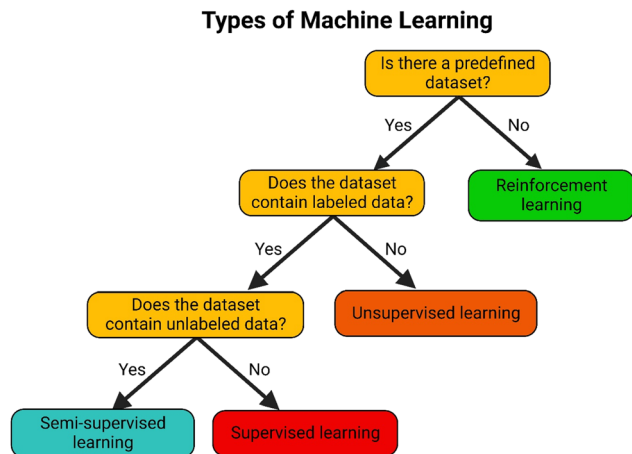 Types of Machine Learning
Is there a predefined
dataset?
Yes
No
Does the dataset
contain labeled data?
Reinforcement
learning
Yes
No
Does the dataset
contain unlabeled data?
Unsupervised learning
Yes
No
Semi-supervised
learning
Supervised learning